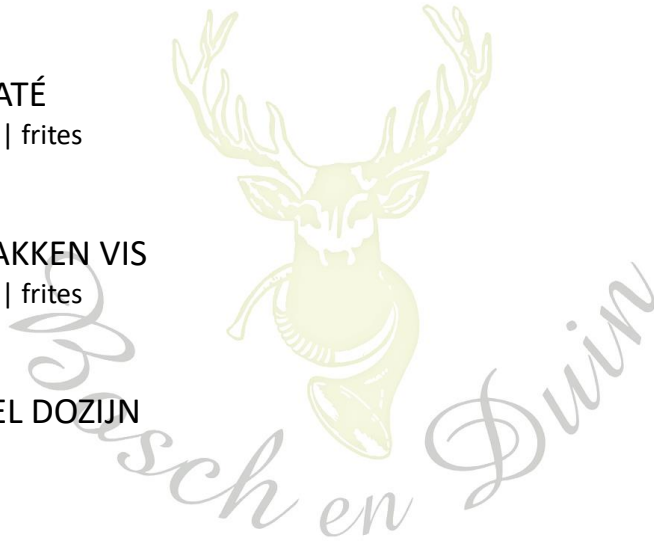 ATÉ
| frites
AKKEN VIS
| frites
EL DOZIJN
Bosch en Duin